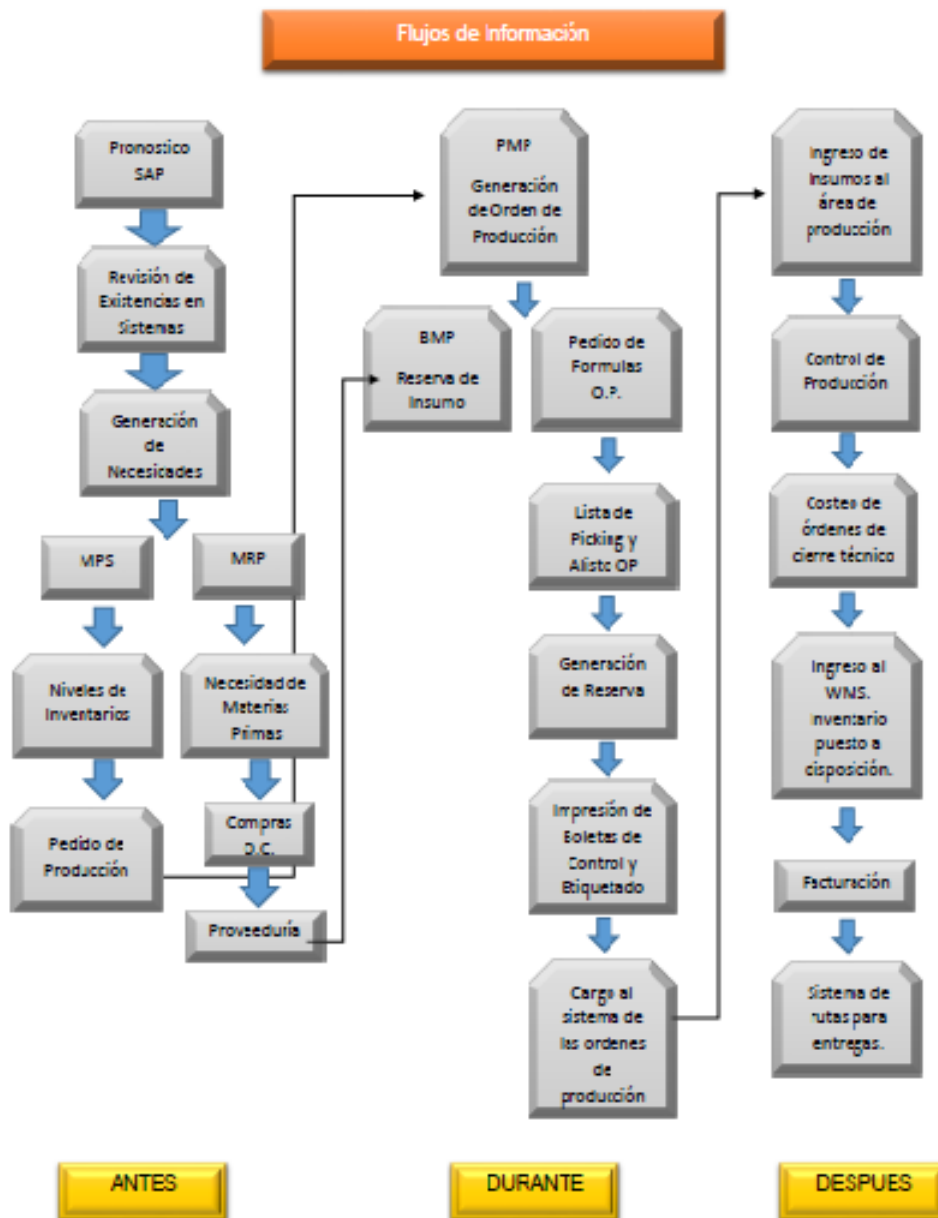 Flujos de Información
Pronostico
SAP
Revisión de
Existencias en
Sistemas
Generación
de
Necesidades
MPS
MRP
Niveles de
Inventarios
Necesidad de
Materias
Primas
Pedido de
Producción
Compras
O.C.
Proveeduría
ANTES
PMP
Generación
de Orden de
Producción
BMP
Reserva de
Insumo
Pedido de
Formulas
O.P.
Lista de
Picking y
Alisto OP
Generación
de Reserva
Impresión de
Boletas de
Control y
Etiquetado
Cargo al
sistema de
las ordenes
de
producción
DURANTE
Ingreso de
Insumos al
área de
producción
Control de
Producción
Costeo de
órdenes de
cierre técnico
Ingreso al
WMS.
Inventario
puesto a
disposición.
Facturación
Sistema de
rutas para
entregas.
DESPUES